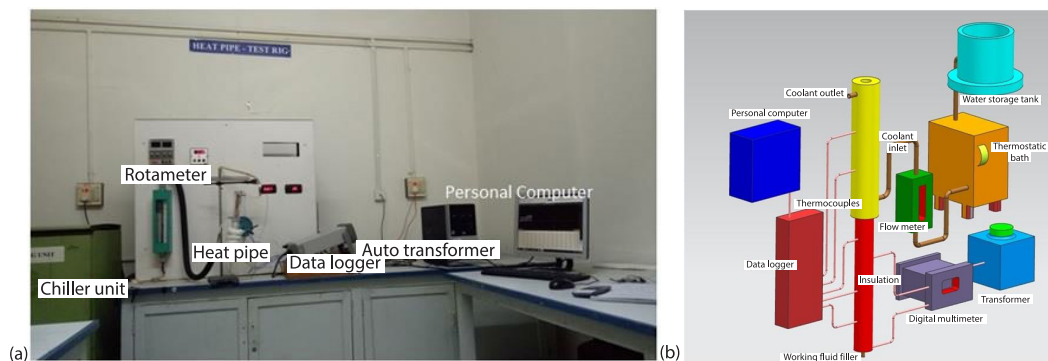 HEAT PIPE - TEST RIG
Rotameter
Personal Computer
Heat pipe
Auto transformer
Data logger
Chiller unit
(a)
Coolant outlet
Water storage tank
Personal computer
Coolant
inlet
Thermostatic
bath
Thermocouples
Flow meter
Data logger
Insulation
Transformer
Digital multimeter
Working fluid filler
(b)